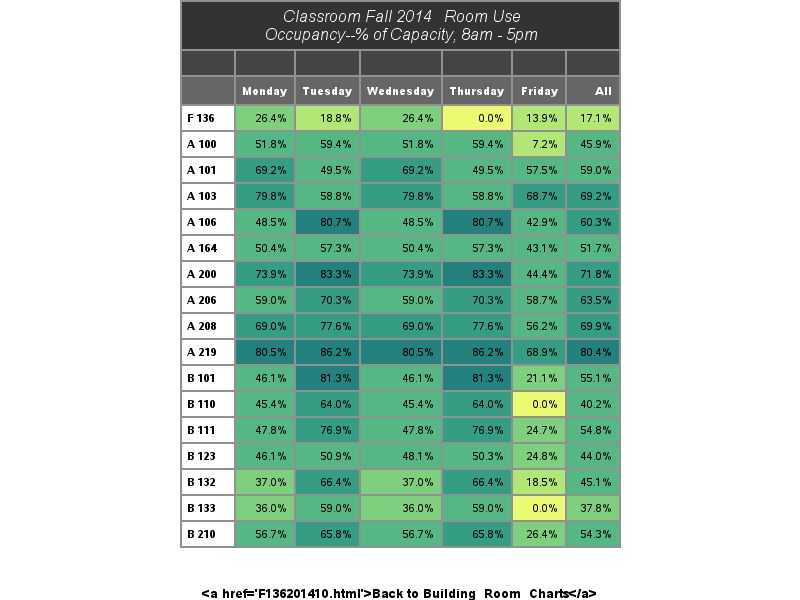 Classroom Fall 2014 Room Use
Occupancy--% of Capacity, 8am - 5pm
Monday Tuesday Wednesday Thursday Friday All
F 136 26.4% 18.8% 26.4% 0.0% 13.9% 17.1%
A 100 51.8% 59.4% 51.8% 59.4% 7.2% 45.9%
A 101 69.2% 49.5% 69.2% 49.5% 57.5% 59.0%
A 103 79.8% 58.8% 79.8% 58.8% 68.7% 69.2%
A 106 48.5% 80.7% 48.5% 80.7% 42.9% 60.3%
A 164 50.4% 57.3% 50.4% 57.3% 43.1% 51.7%
A 200 73.9% 83.3% 73.9% 83.3% 44.4% 71.8%
A 206 59.0% 70.3% 59.0% 70.3% 58.7% 63.5%
A 208 69.0% 77.6% 69.0% 77.6% 56.2% 69.9%
A 219 80.5% 86.2% 80.5% 86.2% 68.9% 80.4%
B 101 46.1% 81.3% 46.1% 81.3% 21.1% 55.1%
B 110 45.4% 64.0% 45.4% 64.0% 0.0% 40.2%
B 111 47.8% 76.9% 47.8% 76.9% 24.7% 54.8%
B 123 46.1% 50.9% 48.1% 50.3% 24.8% 44.0%
B 132 37.0% 66.4% 37.0% 66.4% 18.5% 45.1%
B 133 36.0% 59.0% 36.0% 59.0% 0.0% 37.8%
B 210 56.7% 65.8% 56.7% 65.8% 26.4% 54.3%
<a href='F136201410.html'>Back to Building_Room_Charts</a>